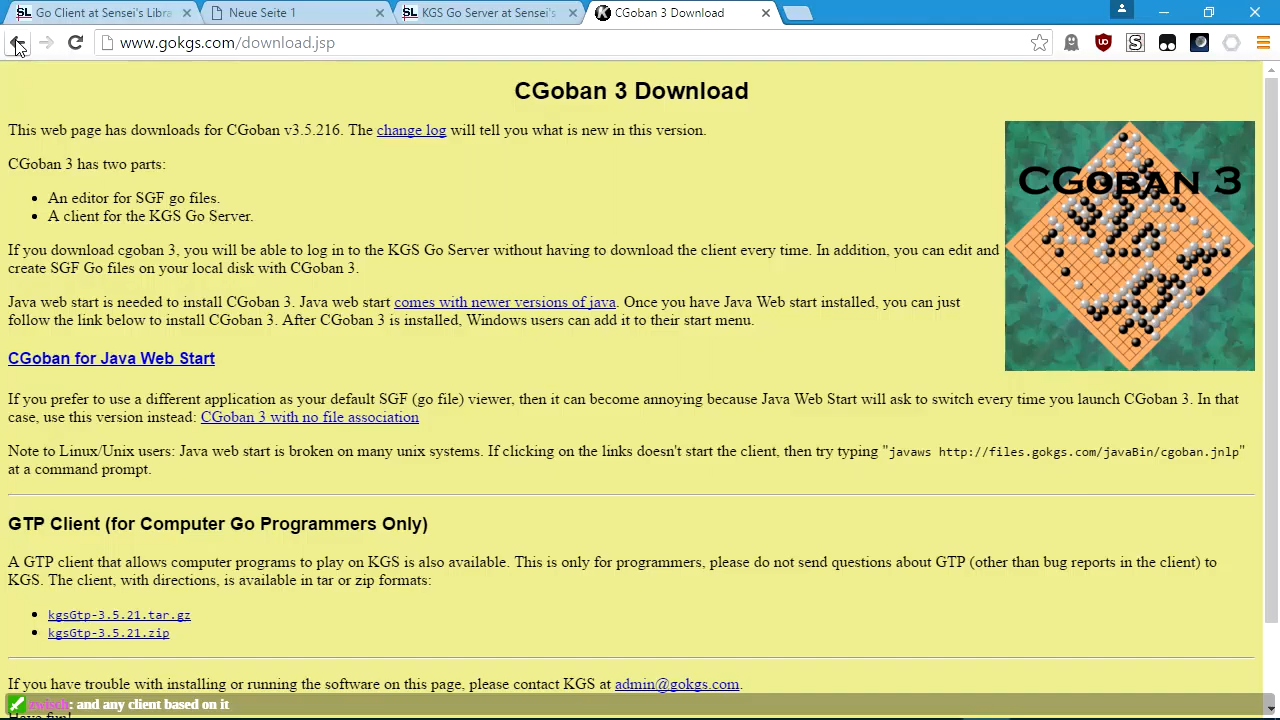 Go Client at Sensei's Libra
Neue Seite 1
KGS Go Server at Sensei's
CGoban 3 Download
www.gokgs.com/download.jsp
CGoban 3 Download
This web page has downloads for CGoban v3.5.216. The change log will tell you what is new in this version.
CGoban 3 has two parts:
• An editor for SGF go files.
• A client for the KGS Go Server.
If you download cgoban 3, you will be able to log in to the KGS Go Server without having to download the client every time. In addition, you can edit and
create SGF Go files on your local disk with CGoban 3.
CGOBAN 3
Java web start is needed to install CGoban 3. Java web start comes with newer versions of java. Once you have Java Web start installed, you can just
follow the link below to install CGoban 3. After CGoban 3 is installed, Windows users can add it to their start menu.
CGoban for Java Web Start
If you prefer to use a different application as your default SGF (go file) viewer, then it can become annoying because Java Web Start will ask to switch every time you launch CGoban 3. In that
case, use this version instead: CGoban 3 with no file association
Note to Linux/Unix users: Java web start is broken on many unix systems. If clicking on the links doesn't start the client, then try typing "javaws http://files.gokgs.com/javaBin/cgoban.jnlp"
at a command prompt.
GTP Client (for Computer Go Programmers Only)
A GTP client that allows computer programs to play on KGS is also available. This is only for programmers, please do not send questions about GTP (other than bug reports in the client) to
KGS. The client, with directions, is available in tar or zip formats:
• kgsGtp-3.5.21.tar.gz
• kgsGtp-3.5.21.zip
If you have trouble with installing or running the software on this page, please contact KGS at admin@gokgs.com.
zwisch: and any client based on it
Have fun!